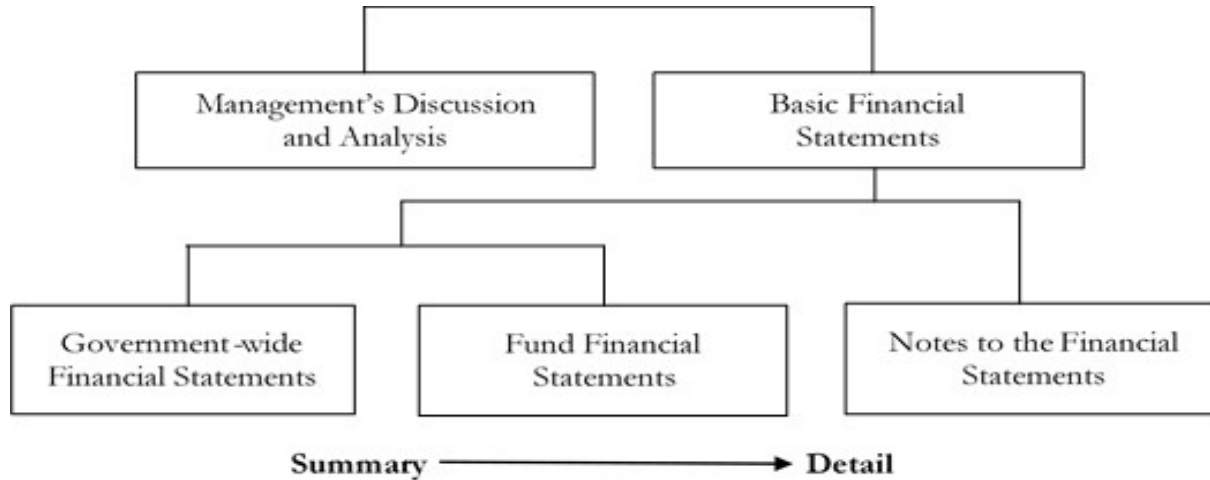 Management's Discussion
and Analysis
Basic Financial
Statements
Government-wide
Financial Statements
Fund Financial
Statements
Notes to the Financial
Statements
Summary
Detail